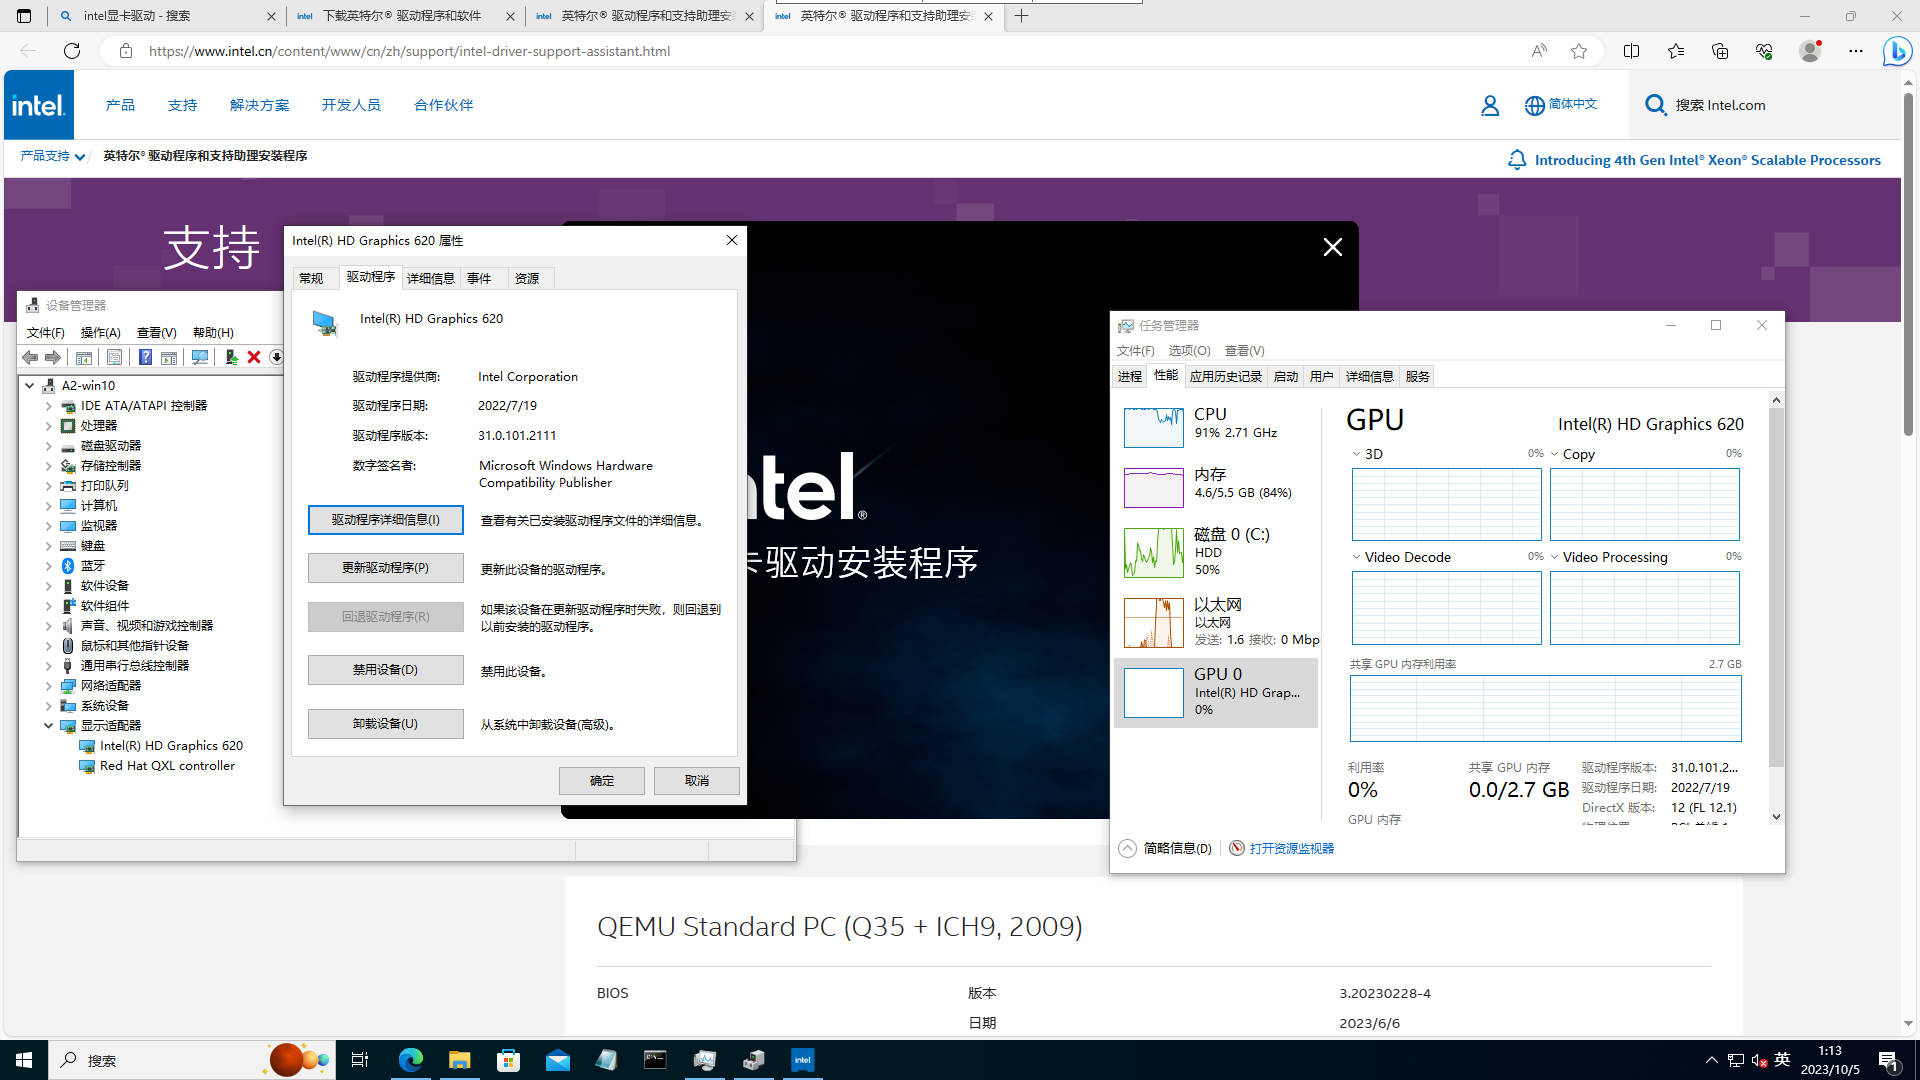 intel显卡驱动 - 搜索
intel 下载英特尔® 驱动程序和软件
intel 英特尔® 驱动程序和支持助理安
intel 英特尔® 驱动程序和支持助理安
https://www.intel.cn/content/www/cn/zh/support/intel-driver-support-assistant.html
intel.
产品
支持
解决方案
开发人员
合作伙伴
简体中文
搜索 Intel.com
产品支持
英特尔® 驱动程序和支持助理安装程序
Introducing 4th Gen Intel® Xeon® Scalable Processors
支持
设备管理器
文件(F) 操作(A) 查看(V) 帮助(H)
A2-win10
IDE ATA/ATAPI 控制器
处理器
磁盘驱动器
存储控制器
打印队列
计算机
监视器
键盘
蓝牙
软件设备
软件组件
声音、视频和游戏控制器
鼠标和其他指针设备
通用串行总线控制器
网络适配器
系统设备
显示适配器
Intel(R) HD Graphics 620
Red Hat QXL controller
Intel(R) HD Graphics 620 属性
常规 驱动程序 详细信息 事件 资源
Intel(R) HD Graphics 620
驱动程序提供商: Intel Corporation
驱动程序日期: 2022/7/19
驱动程序版本: 31.0.101.2111
数字签名者: Microsoft Windows Hardware
Compatibility Publisher
驱动程序详细信息(I) 查看有关已安装驱动程序文件的详细信息。
更新驱动程序(P) 更新此设备的驱动程序。
回退驱动程序(R) 如果该设备在更新驱动程序时失败，则回退到
以前安装的驱动程序。
禁用设备(D) 禁用此设备。
卸载设备(U) 从系统中卸载设备(高级)。
确定 取消
ntel®
卡驱动安装程序
任务管理器
文件(F) 选项(O) 查看(V)
进程 性能 应用历史记录 启动 用户 详细信息 服务
CPU
91% 2.71 GHz
内存
4.6/5.5 GB (84%)
磁盘 0 (C:)
HDD
50%
以太网
以太网
发送: 1.6 接收: 0 Mbp
GPU 0
Intel(R) HD Grap...
0%
GPU
Intel(R) HD Graphics 620
3D 0% Copy 0%
Video Decode 0% Video Processing 0%
共享 GPU 内存利用率 2.7 GB
利用率
0%
共享 GPU 内存
0.0/2.7 GB
GPU 内存
驱动程序版本: 31.0.101.2...
驱动程序日期: 2022/7/19
DirectX 版本: 12 (FL 12.1)
简略信息(D) 打开资源监视器
QEMU Standard PC (Q35 + ICH9, 2009)
BIOS 版本 3.20230228-4
日期 2023/6/6
搜索
intel
英
1:13
2023/10/5
1